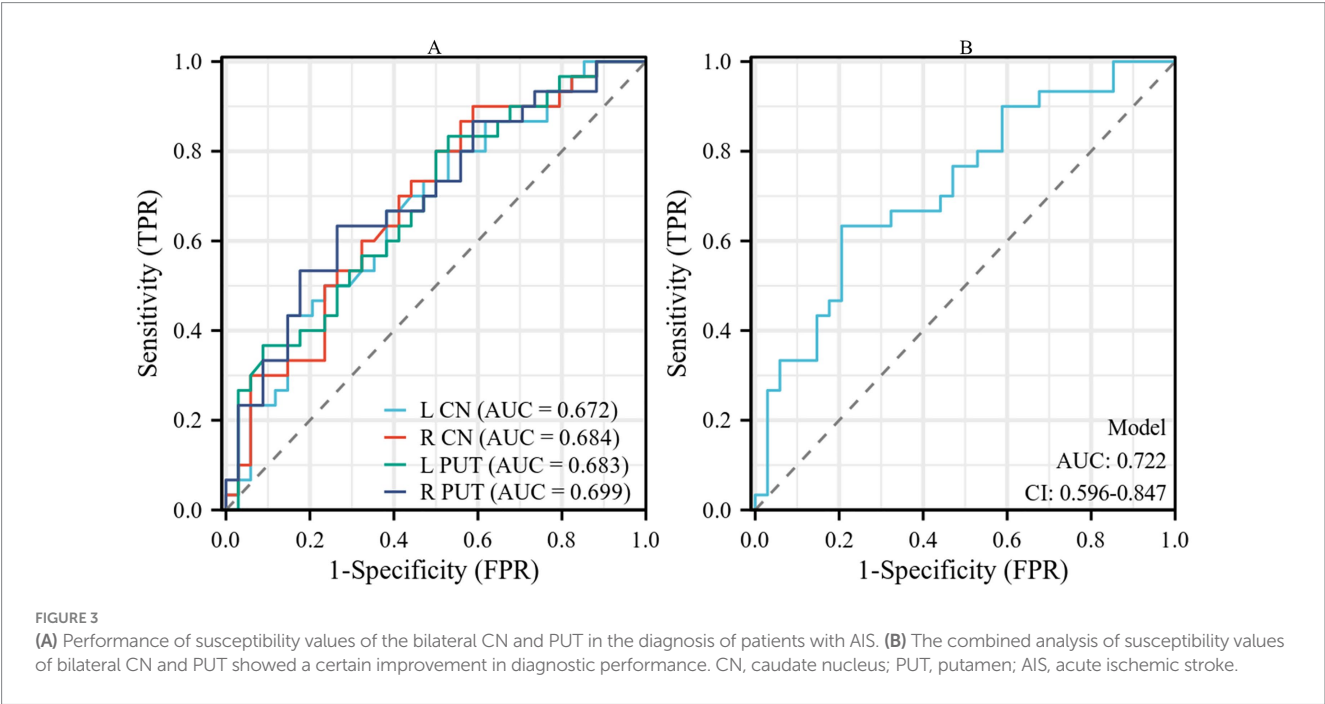 A
1.0
0.8
0.6
0.4
0.2
0.0
Sensitivity (TPR)
L CN (AUC = 0.672)
R CN (AUC = 0.684)
L PUT (AUC = 0.683)
R PUT (AUC = 0.699)
0.0 0.2 0.4 0.6 0.8 1.0
1-Specificity (FPR)
B
1.0
0.8
0.6
0.4
0.2
0.0
Sensitivity (TPR)
Model
AUC: 0.722
CI: 0.596-0.847
0.0 0.2 0.4 0.6 0.8 1.0
1-Specificity (FPR)
FIGURE 3
(A) Performance of susceptibility values of the bilateral CN and PUT in the diagnosis of patients with AIS. (B) The combined analysis of susceptibility values
of bilateral CN and PUT showed a certain improvement in diagnostic performance. CN, caudate nucleus; PUT, putamen; AIS, acute ischemic stroke.